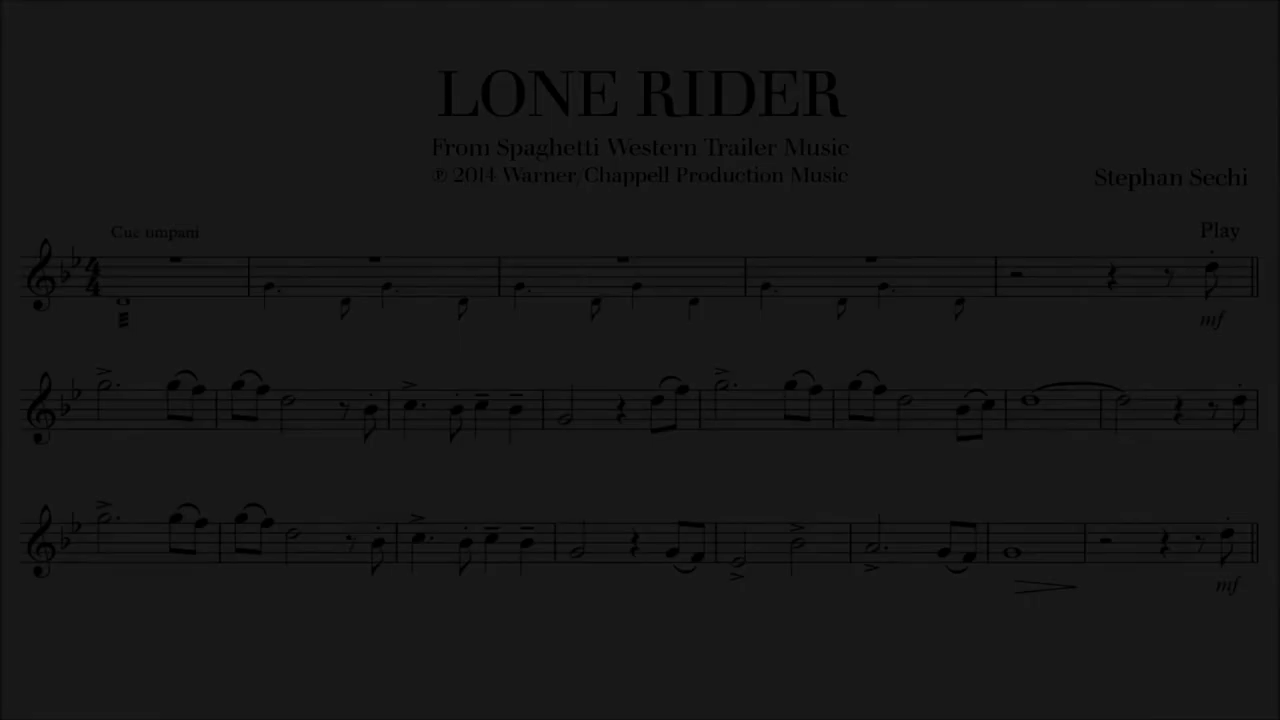 LONE RIDER
From Spaghetti Western Trailer Music
℗ 2014 Warner/Chappell Production Music
Stephan Sechi
Cue timpani
Play
mf
mf